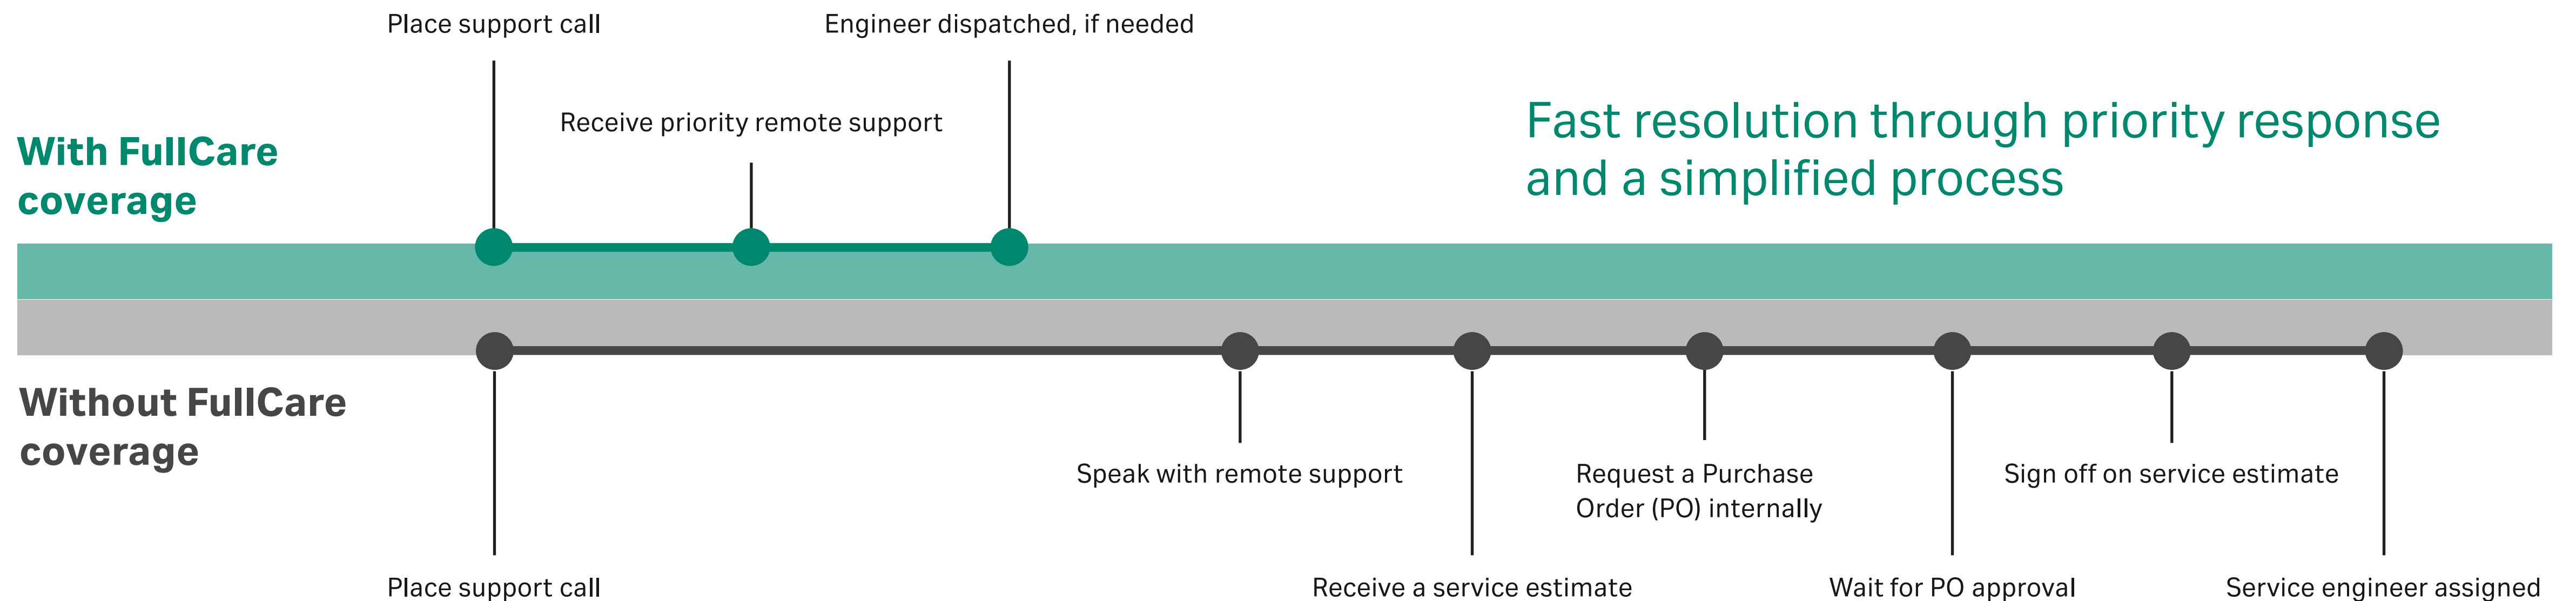 Place support call
Engineer dispatched, if needed
Receive priority remote support
With FullCare
coverage
Fast resolution through priority response
and a simplified process
Without FullCare
coverage
Speak with remote support
Request a Purchase
Order (PO) internally
Sign off on service estimate
Place support call
Receive a service estimate
Wait for PO approval
Service engineer assigned